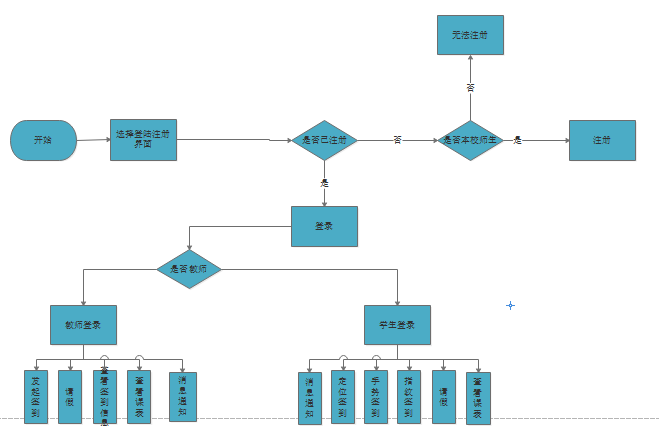 无法注册
否
开始
选择登陆注册
界面
是否已注册
否
是否本校师生
是
注册
是
登录
是否教师
教师登录
学生登录
发起签到
请假
查看签到信息
查看课表
消息通知
消息通知
定位签到
手势签到
指纹签到
请假
查看课表